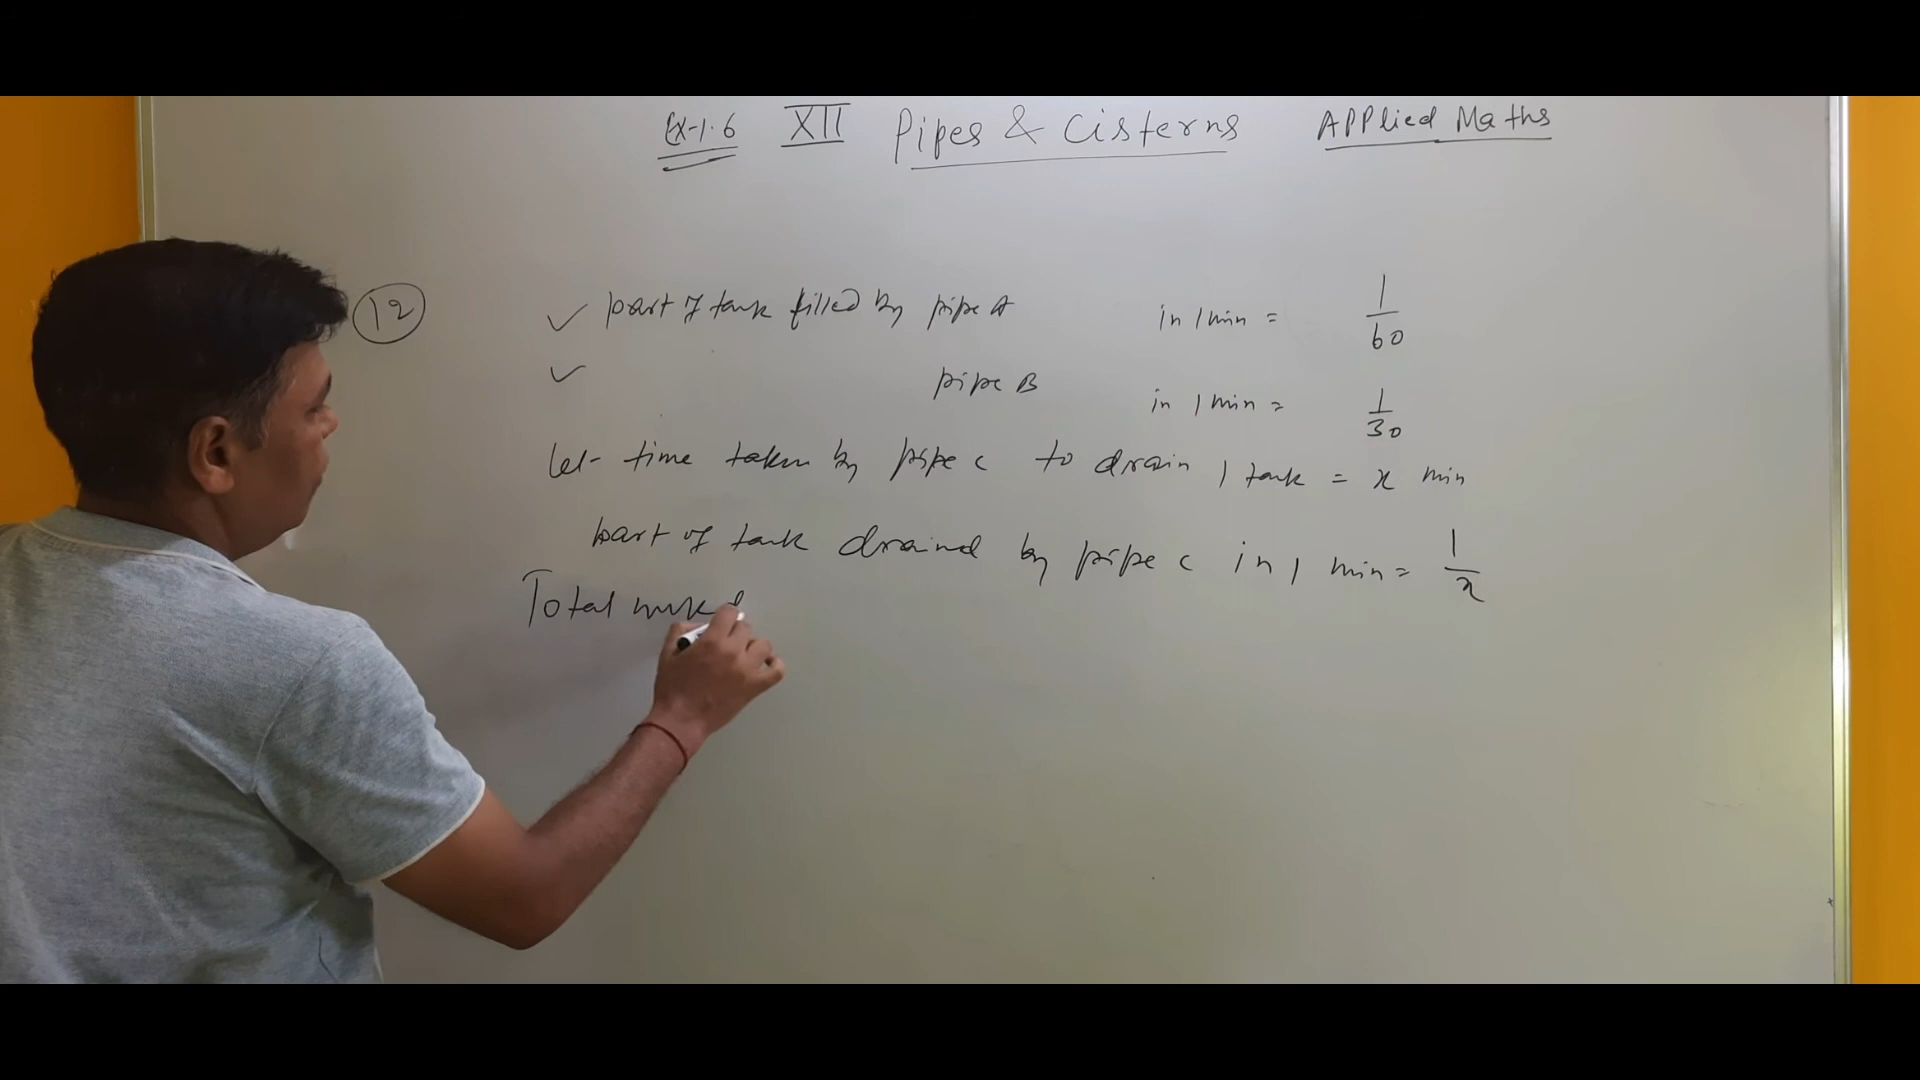 Ex-1.6 XII Pipes & Cisterns Applied Maths
12 ✓ part of tank filled by pipe A in 1 min = 1/60
✓ pipe B in 1 min = 1/30
Let time taken by pipe C to drain 1 tank = x min
part of tank drained by pipe C in 1 min = 1/x
Total work